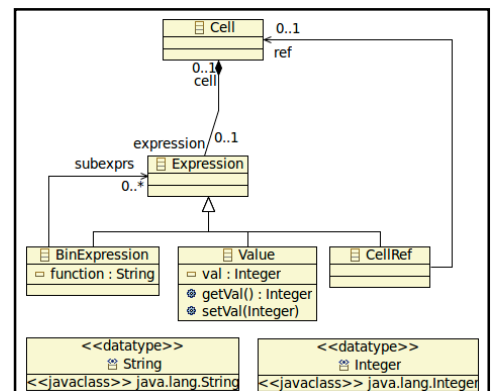 Cell
0..1
ref
0..1
cell
expression
0..1
subexprs
0..*
Expression
BinExpression
function : String
Value
val : Integer
getVal() : Integer
setVal(Integer)
CellRef
<<datatype>>
String
<<javaclass>> java.lang.String
<<datatype>>
Integer
<<javaclass>> java.lang.Integer